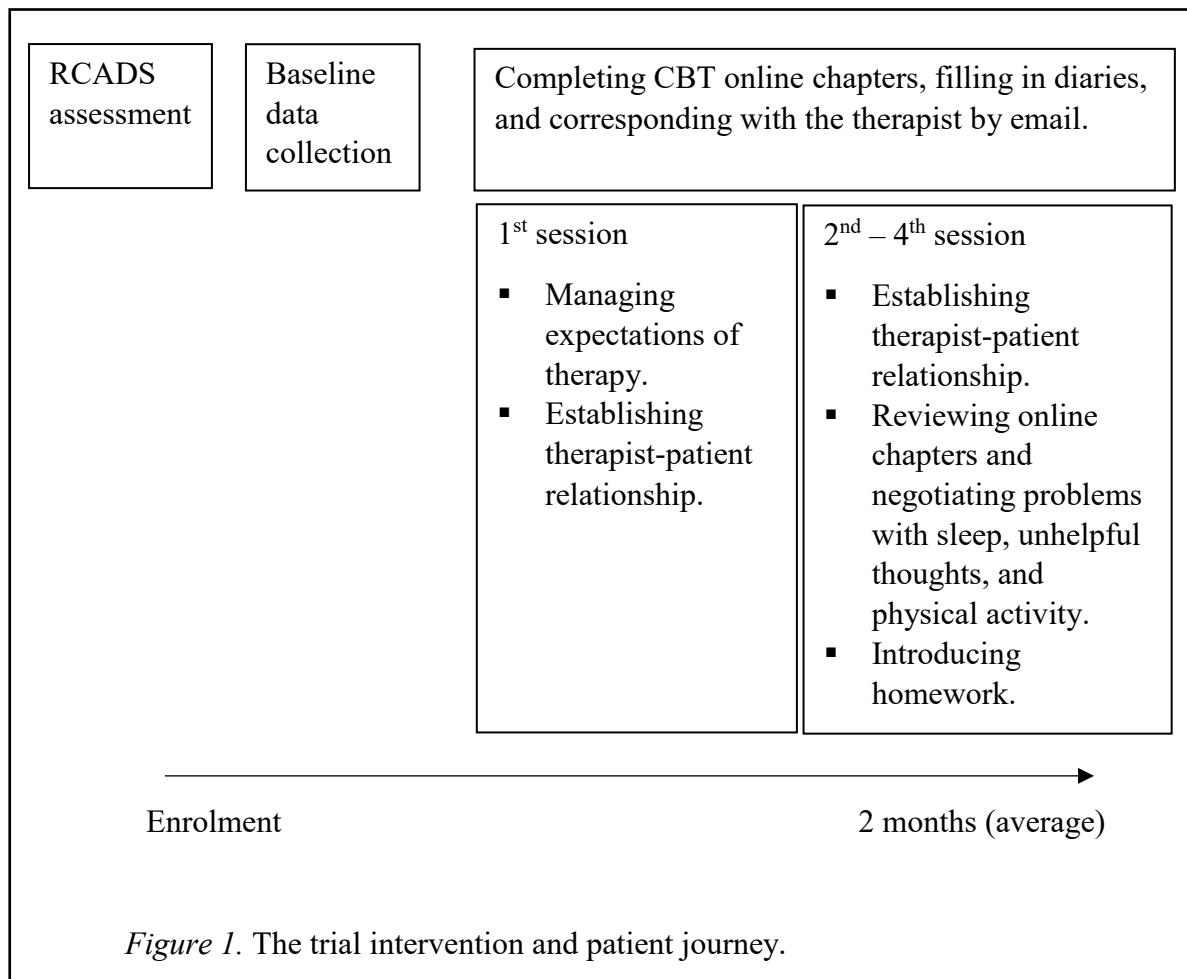 RCADS
assessment
Baseline
data
collection
Completing CBT online chapters, filling in diaries,
and corresponding with the therapist by email.
1st session
▪ Managing
expectations of
therapy.
▪ Establishing
therapist-patient
relationship.
2nd – 4th session
▪ Establishing
therapist-patient
relationship.
▪ Reviewing online
chapters and
negotiating problems
with sleep, unhelpful
thoughts, and
physical activity.
▪ Introducing
homework.
Enrolment
2 months (average)
Figure 1. The trial intervention and patient journey.